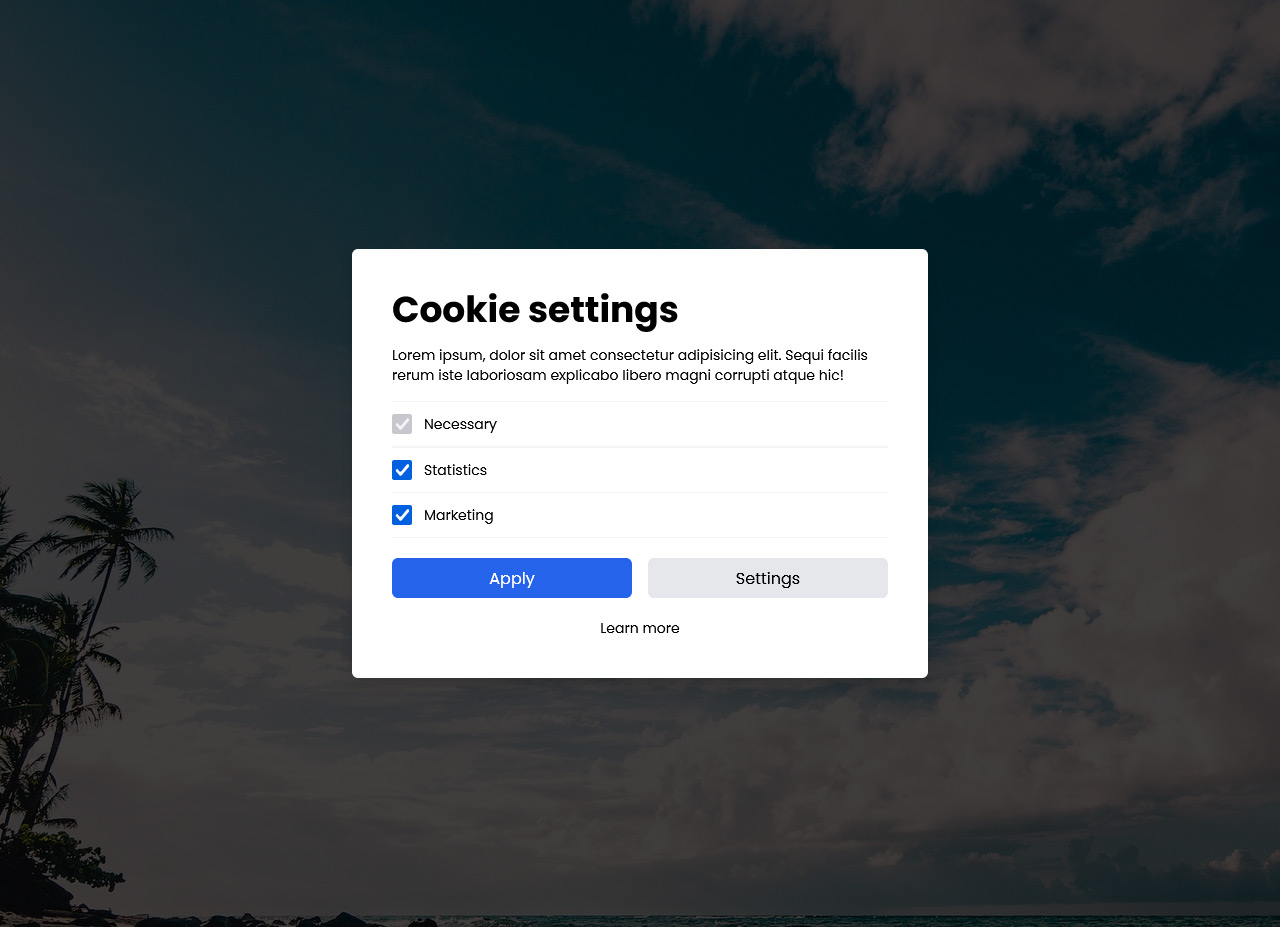 Cookie settings
Lorem ipsum, dolor sit amet consectetur adipisicing elit. Sequi facilis
rerum iste laboriosam explicabo libero magni corrupti atque hic!
Necessary
Statistics
Marketing
Apply
Settings
Learn more